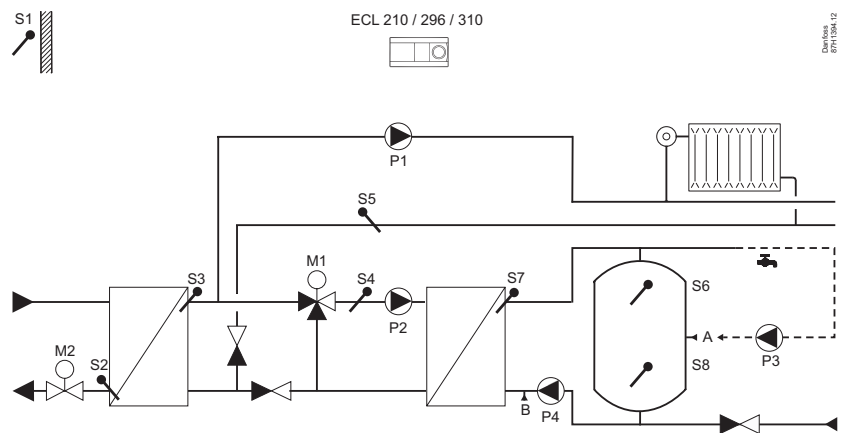 S1
ECL 210 / 296 / 310
Danfoss
87H1394.12
P1
S5
M1
S3
S4
S7
S6
M2
S2
P2
A
P3
S8
B
P4